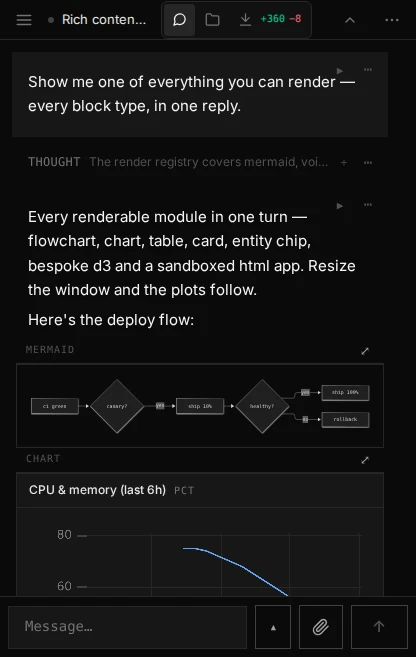 Rich conten...
+360 −8
Show me one of everything you can render —
every block type, in one reply.
THOUGHT The render registry covers mermaid, voi...
Every renderable module in one turn —
flowchart, chart, table, card, entity chip,
bespoke d3 and a sandboxed html app. Resize
the window and the plots follow.
Here's the deploy flow:
MERMAID
ci green
canary?
yes
ship 10%
healthy?
yes
ship 100%
no
rollback
CHART
CPU & memory (last 6h) PCT
80
60
Message…